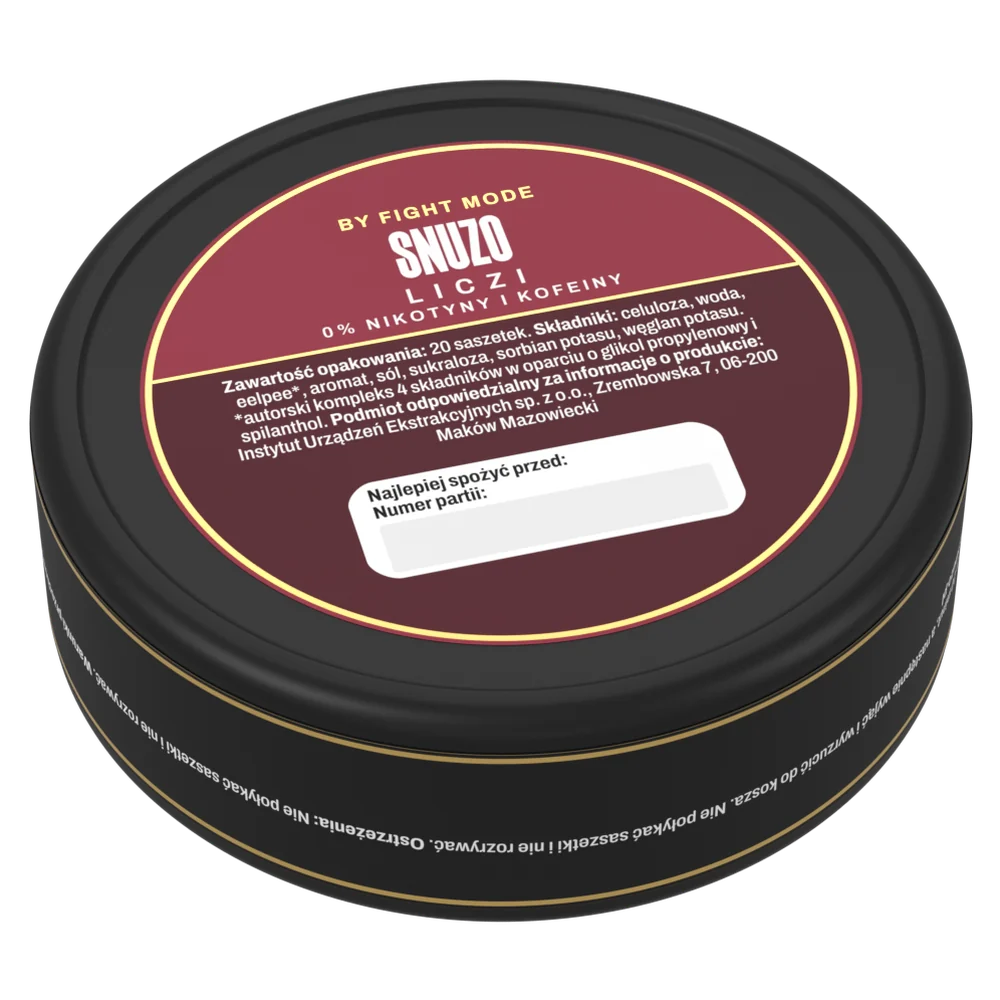 BY FIGHT MODE
SNUZO
LICZI
0% NIKOTYNY I KOFEINY
Zawartość opakowania: 20 saszetek. Składniki: celuloza, woda,
eelpee*, aromat, sól, sukraloza, sorbian potasu, węglan potasu.
*autorski kompleks 4 składników w oparciu o glikol propylenowy i
spilanthol. Podmiot odpowiedzialny za informacje o produkcie:
Instytut Urządzeń Ekstrakcyjnych sp. z o.o., Zrembowska 7, 06-200
Maków Mazowiecki
Najlepiej spożyć przed:
Numer partii:
a następnie wyjąć i wyrzucić do kosza. Nie połykać saszetki i nie rozrywać. Ostrzeżenia: Nie połykać saszetki i nie rozrywać. Warunki